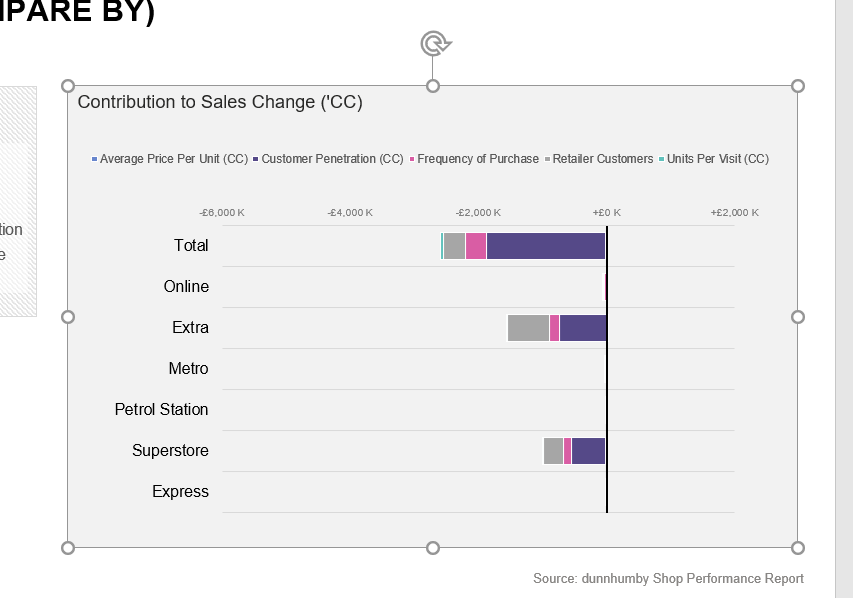 MPARE BY)
Contribution to Sales Change ('CC)
Average Price Per Unit (CC) Customer Penetration (CC) Frequency of Purchase Retailer Customers Units Per Visit (CC)
-£6,000 K -£4,000 K -£2,000 K +£0 K +£2,000 K
Total
Online
tion
e
Extra
Metro
Petrol Station
Superstore
Express
Source: dunnhumby Shop Performance Report